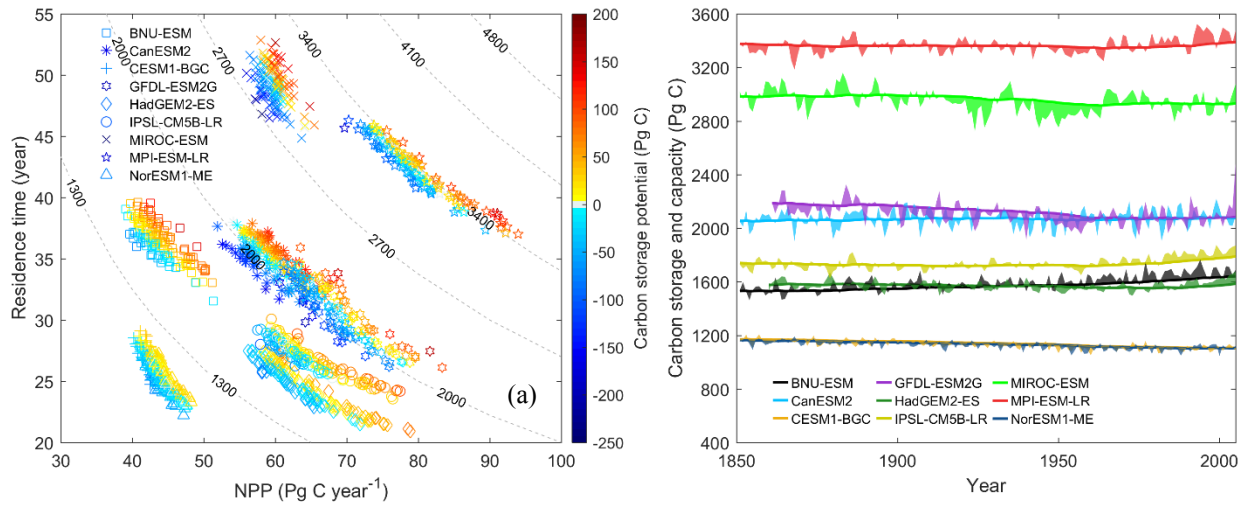 55
50
45
40
35
30
25
20
Residence time (year)
30
40
50
60
70
80
90
100
NPP (Pg C year⁻¹)
BNU-ESM
CanESM2
CESM1-BGC
GFDL-ESM2G
HadGEM2-ES
IPSL-CM5B-LR
MIROC-ESM
MPI-ESM-LR
NorESM1-ME
2000
2700
3400
4100
4800
1300
2000
3400
2700
2000
1300
(a)
200
150
100
50
0
-50
-100
-150
-200
-250
Carbon storage potential (Pg C)
3600
3200
2800
2400
2000
1600
1200
800
400
Carbon storage and capacity (Pg C)
BNU-ESM
CanESM2
CESM1-BGC
GFDL-ESM2G
HadGEM2-ES
IPSL-CM5B-LR
MIROC-ESM
MPI-ESM-LR
NorESM1-ME
1850
1900
1950
2000
Year